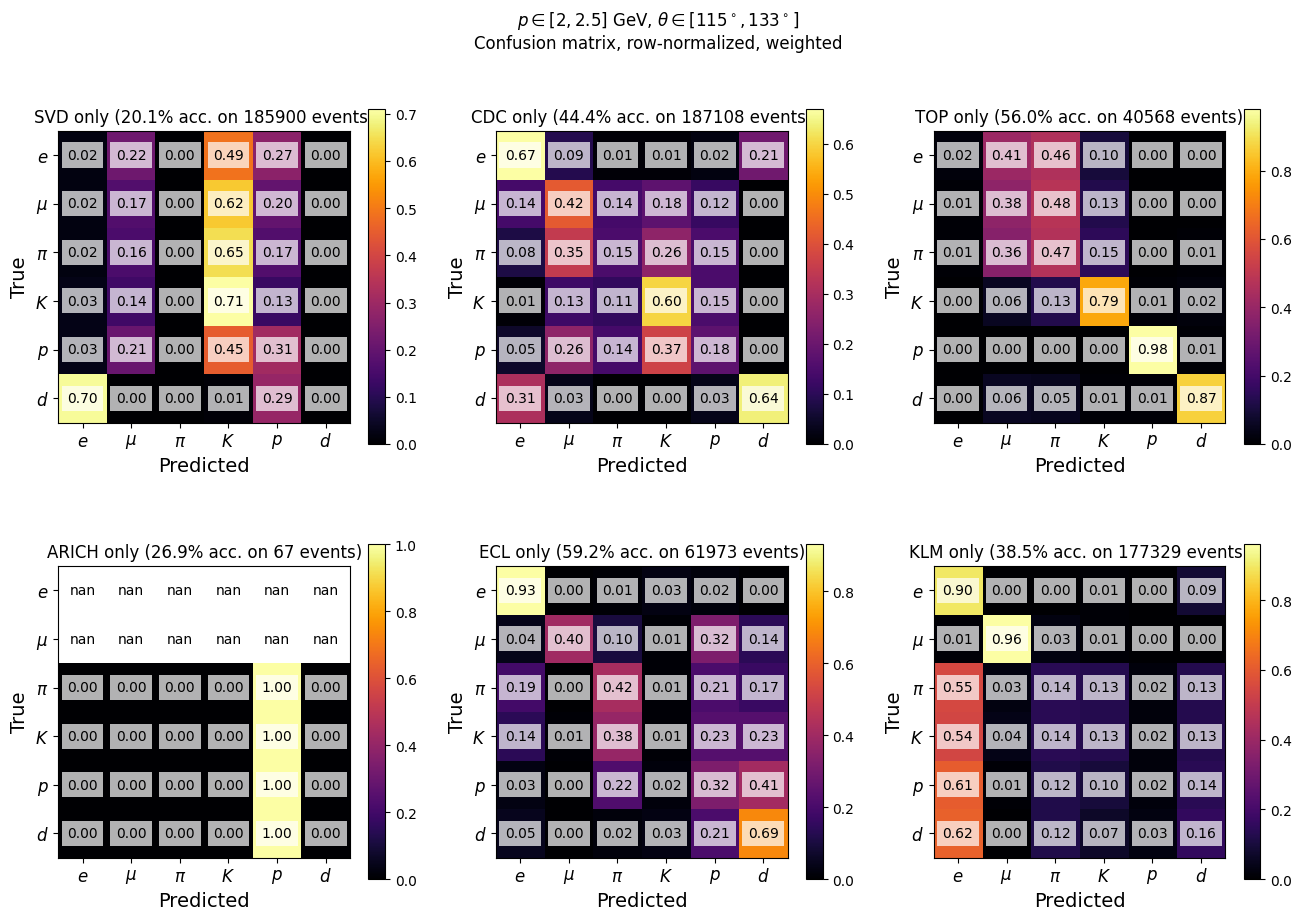 p ∈ [2, 2.5] GeV, θ ∈ [115°, 133°]
Confusion matrix, row-normalized, weighted
SVD only (20.1% acc. on 185900 events
True
e 0.02 0.22 0.00 0.49 0.27 0.00
μ 0.02 0.17 0.00 0.62 0.20 0.00
π 0.02 0.16 0.00 0.65 0.17 0.00
K 0.03 0.14 0.00 0.71 0.13 0.00
p 0.03 0.21 0.00 0.45 0.31 0.00
d 0.70 0.00 0.00 0.01 0.29 0.00
e μ π K p d
Predicted
0.7
0.6
0.5
0.4
0.3
0.2
0.1
0.0
CDC only (44.4% acc. on 187108 events
True
e 0.67 0.09 0.01 0.01 0.02 0.21
μ 0.14 0.42 0.14 0.18 0.12 0.00
π 0.08 0.35 0.15 0.26 0.15 0.00
K 0.01 0.13 0.11 0.60 0.15 0.00
p 0.05 0.26 0.14 0.37 0.18 0.00
d 0.31 0.03 0.00 0.00 0.03 0.64
e μ π K p d
Predicted
0.6
0.5
0.4
0.3
0.2
0.1
0.0
TOP only (56.0% acc. on 40568 events)
True
e 0.02 0.41 0.46 0.10 0.00 0.00
μ 0.01 0.38 0.48 0.13 0.00 0.00
π 0.01 0.36 0.47 0.15 0.00 0.01
K 0.00 0.06 0.13 0.79 0.01 0.02
p 0.00 0.00 0.00 0.00 0.98 0.01
d 0.00 0.06 0.05 0.01 0.01 0.87
e μ π K p d
Predicted
0.8
0.6
0.4
0.2
0.0
ARICH only (26.9% acc. on 67 events)
True
e nan nan nan nan nan nan
μ nan nan nan nan nan nan
π 0.00 0.00 0.00 0.00 1.00 0.00
K 0.00 0.00 0.00 0.00 1.00 0.00
p 0.00 0.00 0.00 0.00 1.00 0.00
d 0.00 0.00 0.00 0.00 1.00 0.00
e μ π K p d
Predicted
1.0
0.8
0.6
0.4
0.2
0.0
ECL only (59.2% acc. on 61973 events)
True
e 0.93 0.00 0.01 0.03 0.02 0.00
μ 0.04 0.40 0.10 0.01 0.32 0.14
π 0.19 0.00 0.42 0.01 0.21 0.17
K 0.14 0.01 0.38 0.01 0.23 0.23
p 0.03 0.00 0.22 0.02 0.32 0.41
d 0.05 0.00 0.02 0.03 0.21 0.69
e μ π K p d
Predicted
0.8
0.6
0.4
0.2
0.0
KLM only (38.5% acc. on 177329 events
True
e 0.90 0.00 0.00 0.01 0.00 0.09
μ 0.01 0.96 0.03 0.01 0.00 0.00
π 0.55 0.03 0.14 0.13 0.02 0.13
K 0.54 0.04 0.14 0.13 0.02 0.13
p 0.61 0.01 0.12 0.10 0.02 0.14
d 0.62 0.00 0.12 0.07 0.03 0.16
e μ π K p d
Predicted
0.8
0.6
0.4
0.2
0.0